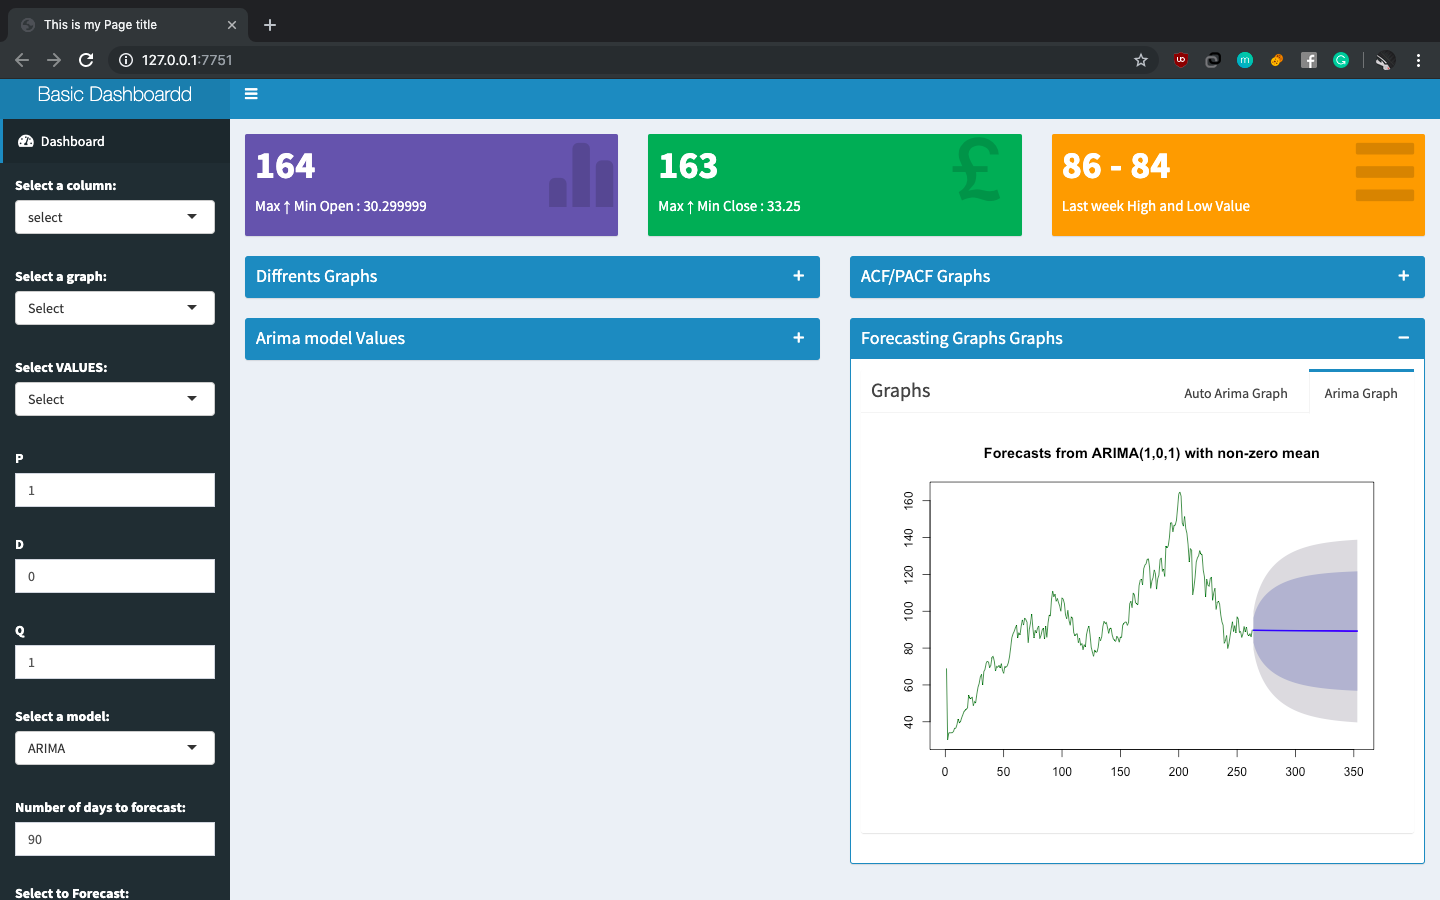 This is my Page title
127.0.0.1:7751
Basic Dashboardd
Dashboard
Select a column:
select
Select a graph:
Select
Select VALUES:
Select
P
1
D
0
Q
1
Select a model:
ARIMA
Number of days to forecast:
90
Select to Forecast:
164
Max ↑ Min Open : 30.299999
163
Max ↑ Min Close : 33.25
86 - 84
Last week High and Low Value
Diffrents Graphs
ACF/PACF Graphs
Arima model Values
Forecasting Graphs Graphs
Graphs
Auto Arima Graph
Arima Graph
Forecasts from ARIMA(1,0,1) with non-zero mean
160
140
120
100
80
60
40
0 50 100 150 200 250 300 350